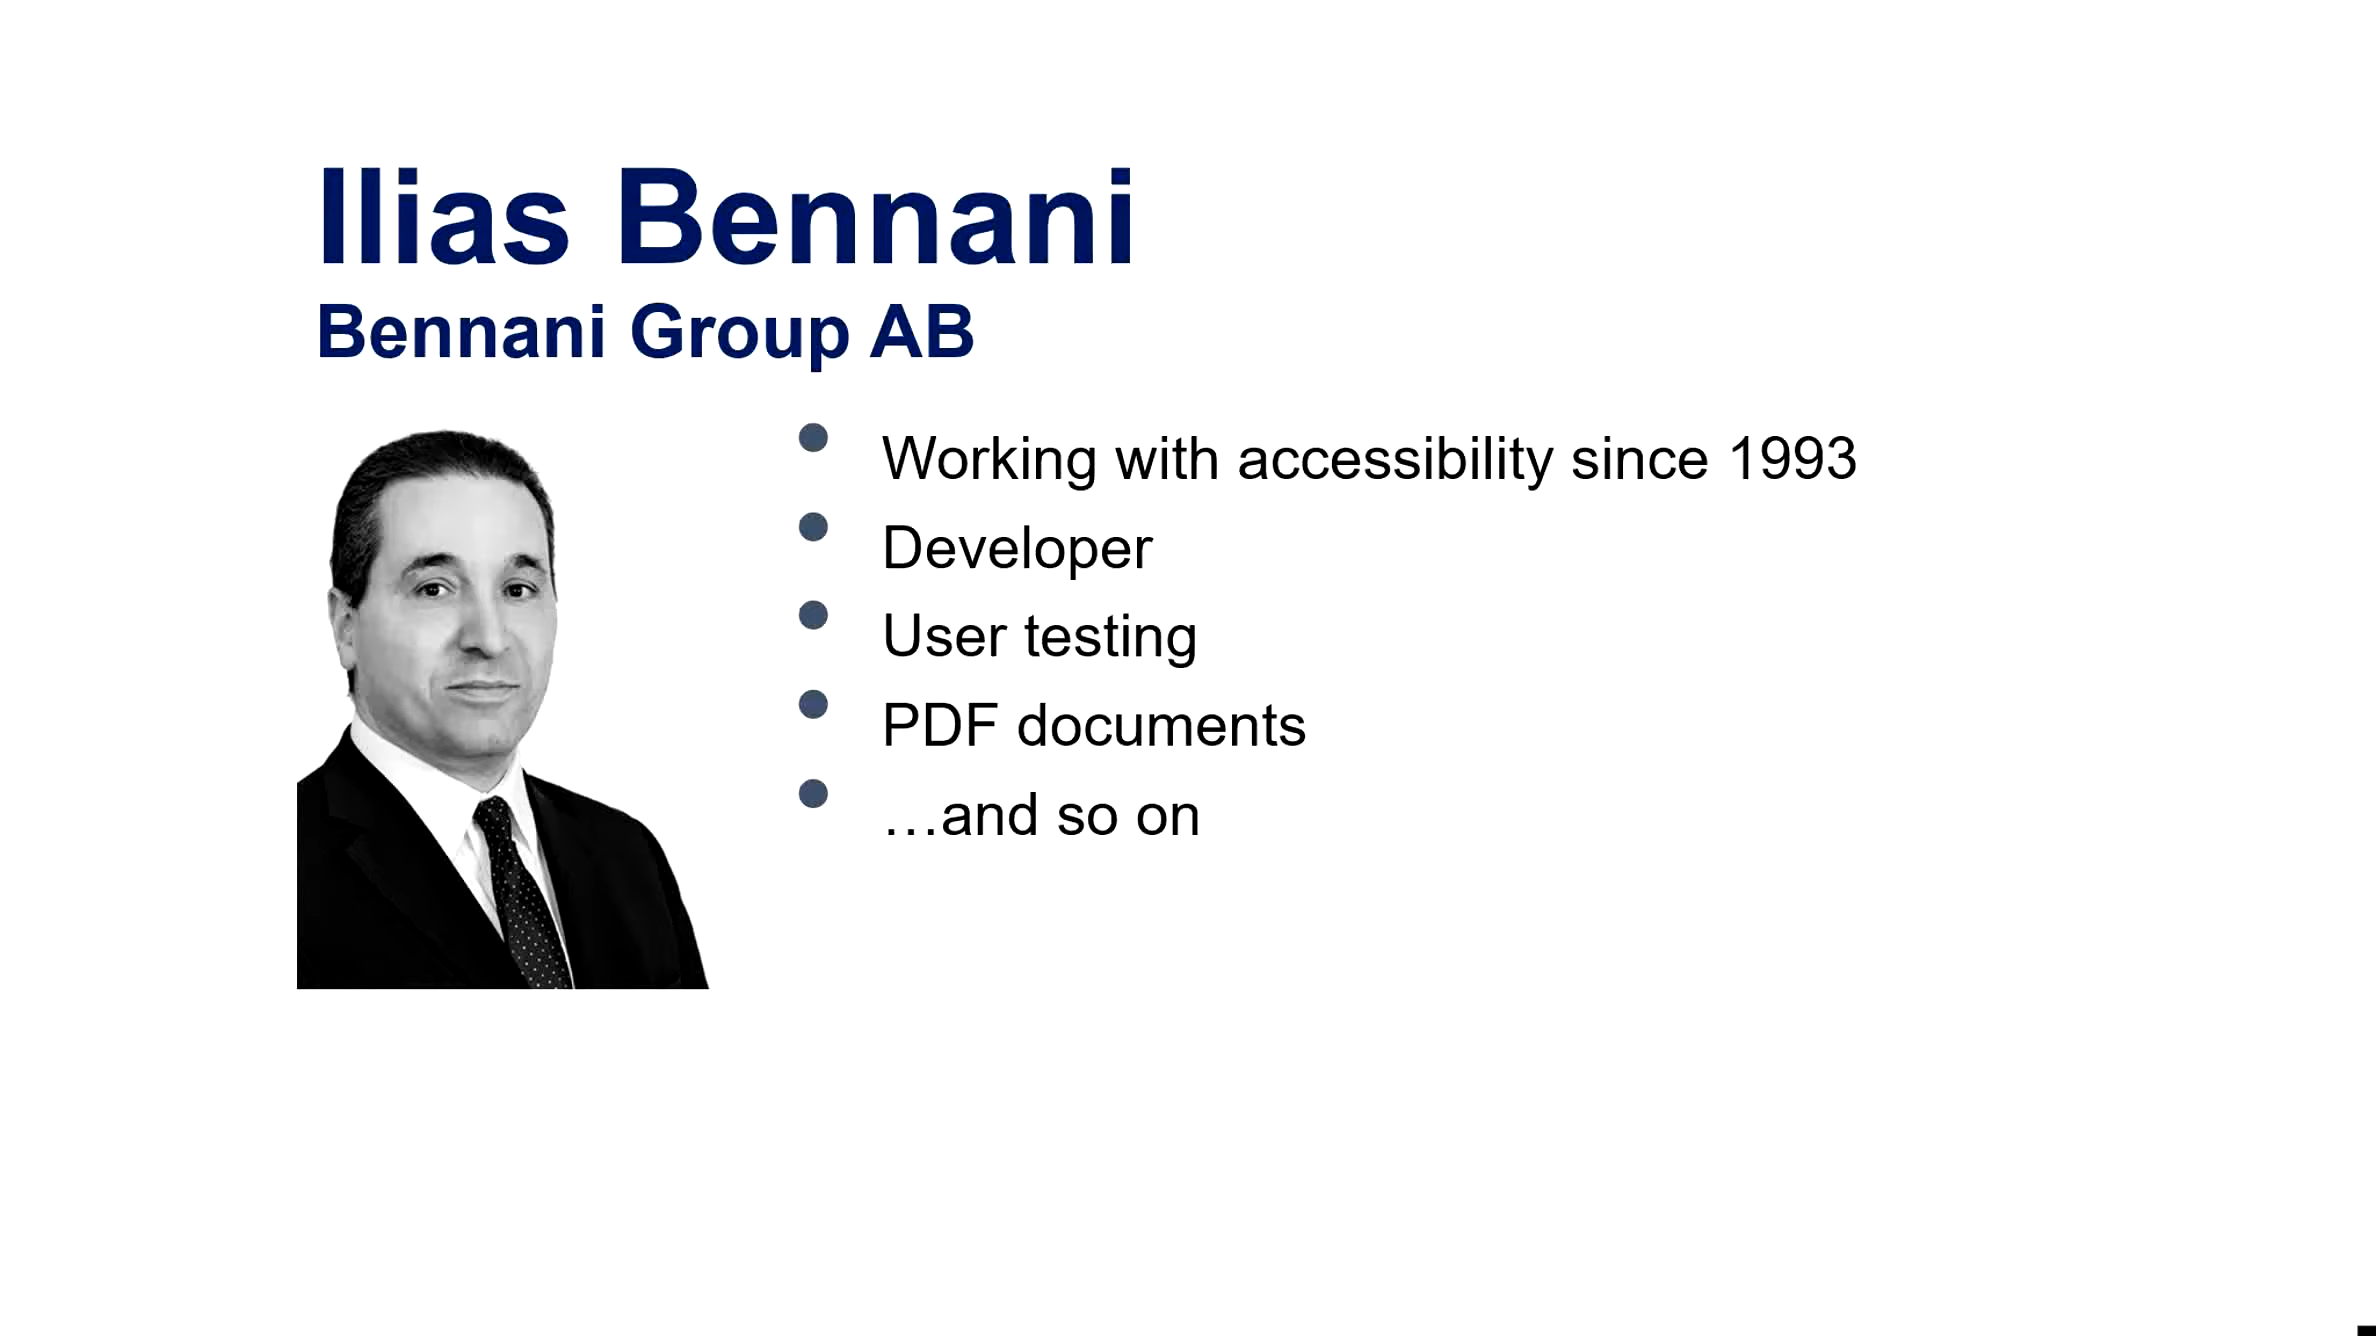 Ilias Bennani
Bennani Group AB
Working with accessibility since 1993
Developer
User testing
PDF documents
…and so on